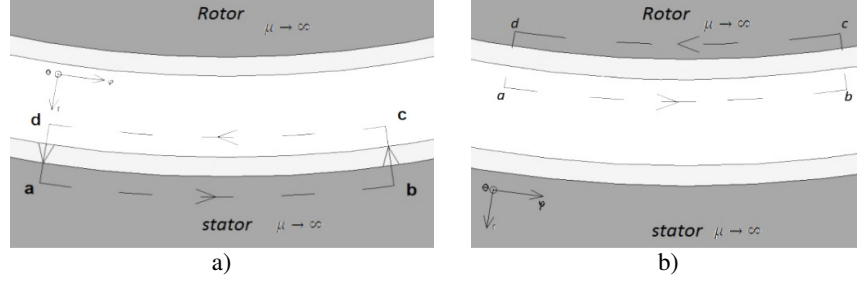 Rotor
μ → ∞
φ
r
d
c
a
b
stator μ → ∞
a)
Rotor
μ → ∞
d
c
a
b
φ
r
stator μ → ∞
b)